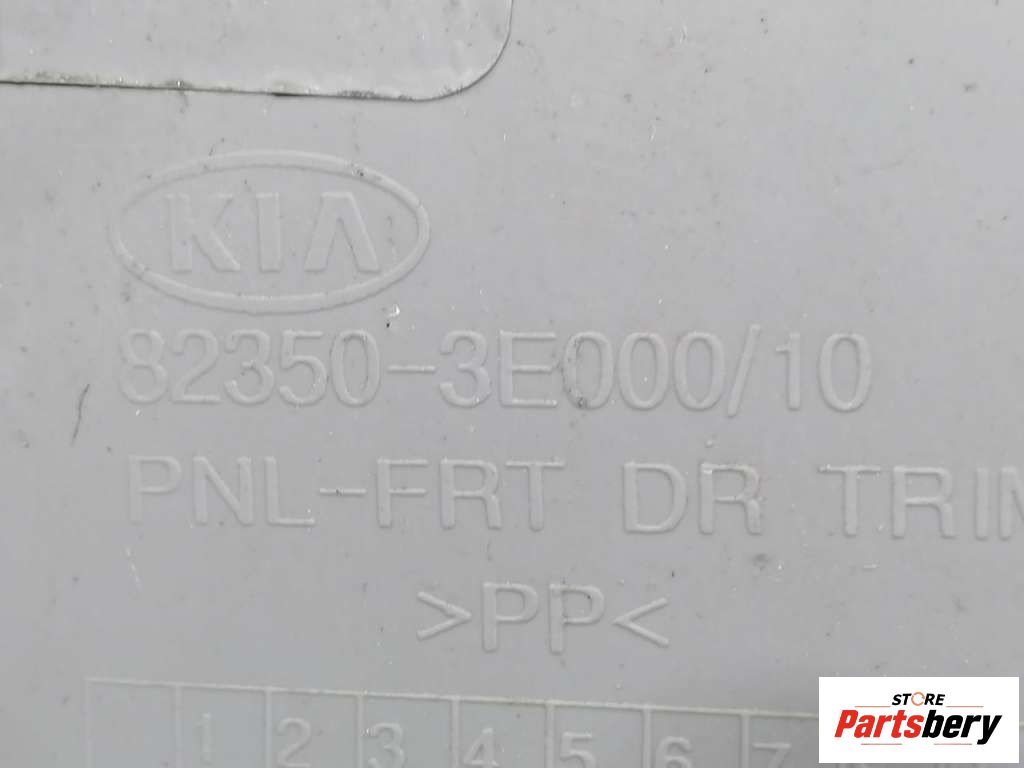 KIA
82350-3E000/10
PNL-FRT DR TRIM
>PP<
1 2 3 4 5 6 7
STORE
Partsbery